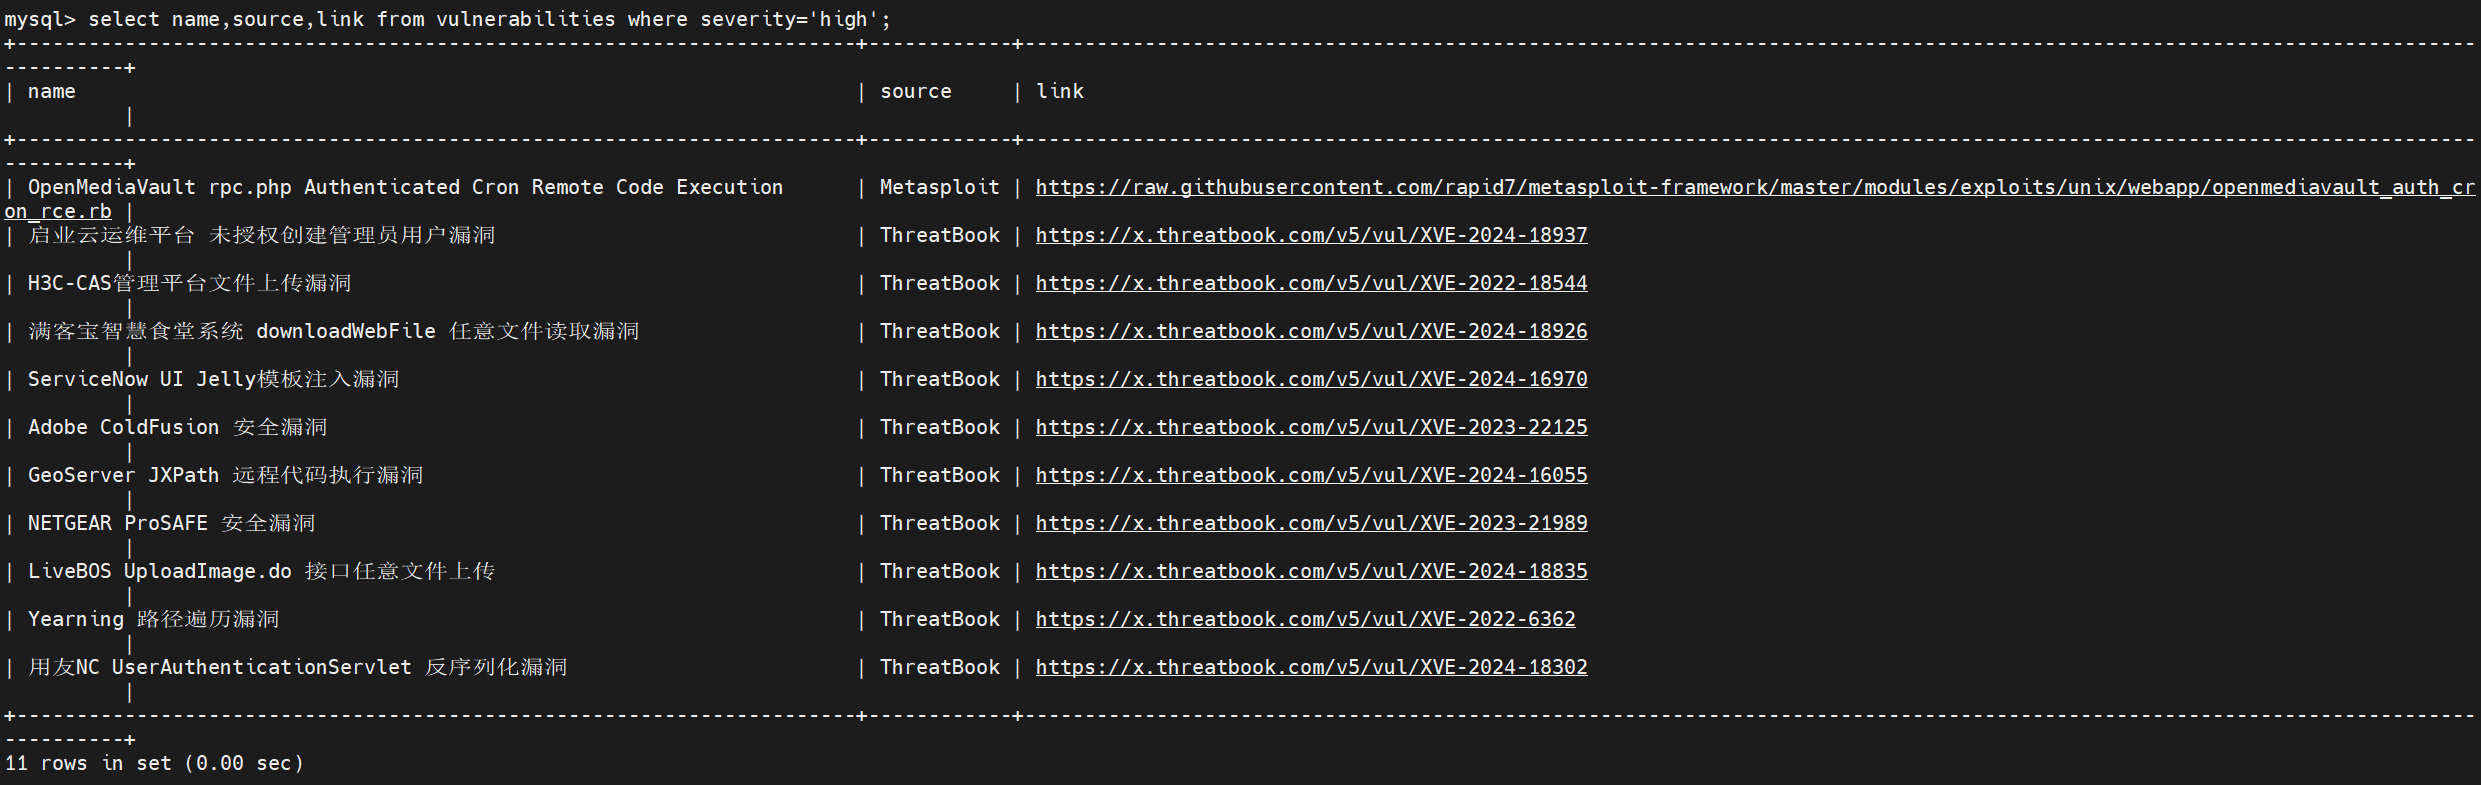 mysql> select name,source,link from vulnerabilities where severity='high';
+----------------------------------------------------------------------+------------+-------------------------------------------------------------------------------------------------------------------------
----------+
| name                                                                 | source     | link
          |
+----------------------------------------------------------------------+------------+-------------------------------------------------------------------------------------------------------------------------
----------+
| OpenMediaVault rpc.php Authenticated Cron Remote Code Execution      | Metasploit | https://raw.githubusercontent.com/rapid7/metasploit-framework/master/modules/exploits/unix/webapp/openmediavault_auth_cr
on_rce.rb |
| 启业云运维平台 未授权创建管理员用户漏洞                              | ThreatBook | https://x.threatbook.com/v5/vul/XVE-2024-18937
          |
| H3C-CAS管理平台文件上传漏洞                                          | ThreatBook | https://x.threatbook.com/v5/vul/XVE-2022-18544
          |
| 满客宝智慧食堂系统 downloadWebFile 任意文件读取漏洞                  | ThreatBook | https://x.threatbook.com/v5/vul/XVE-2024-18926
          |
| ServiceNow UI Jelly模板注入漏洞                                      | ThreatBook | https://x.threatbook.com/v5/vul/XVE-2024-16970
          |
| Adobe ColdFusion 安全漏洞                                            | ThreatBook | https://x.threatbook.com/v5/vul/XVE-2023-22125
          |
| GeoServer JXPath 远程代码执行漏洞                                    | ThreatBook | https://x.threatbook.com/v5/vul/XVE-2024-16055
          |
| NETGEAR ProSAFE 安全漏洞                                             | ThreatBook | https://x.threatbook.com/v5/vul/XVE-2023-21989
          |
| LiveBOS UploadImage.do 接口任意文件上传                              | ThreatBook | https://x.threatbook.com/v5/vul/XVE-2024-18835
          |
| Yearning 路径遍历漏洞                                                | ThreatBook | https://x.threatbook.com/v5/vul/XVE-2022-6362
          |
| 用友NC UserAuthenticationServlet 反序列化漏洞                        | ThreatBook | https://x.threatbook.com/v5/vul/XVE-2024-18302
          |
+----------------------------------------------------------------------+------------+-------------------------------------------------------------------------------------------------------------------------
----------+
11 rows in set (0.00 sec)